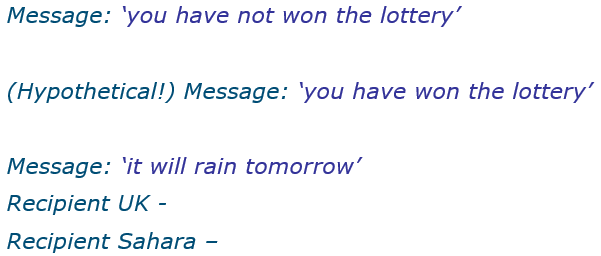 Message: ‘you have not won the lottery’
(Hypothetical!) Message: ‘you have won the lottery’
Message: ‘it will rain tomorrow’
Recipient UK -
Recipient Sahara –